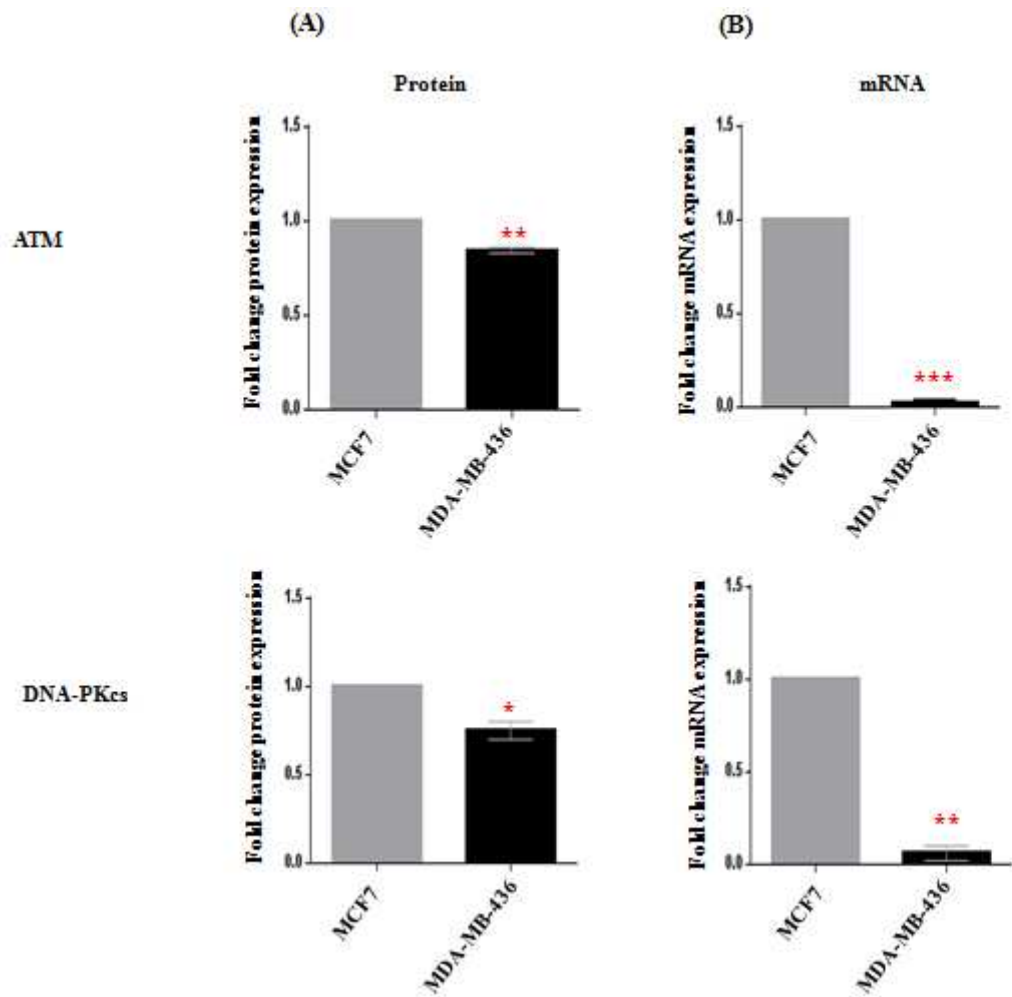 (A)
(B)
Protein
mRNA
ATM
Fold change protein expression
1.5
1.0
0.5
0.0
**
MCF7
MDA-MB-436
Fold change mRNA expression
1.5
1.0
0.5
0.0
***
MCF7
MDA-MB-436
DNA-PKcs
Fold change protein expression
1.5
1.0
0.5
0.0
*
MCF7
MDA-MB-436
Fold change mRNA expression
1.5
1.0
0.5
0.0
**
MCF7
MDA-MB-436